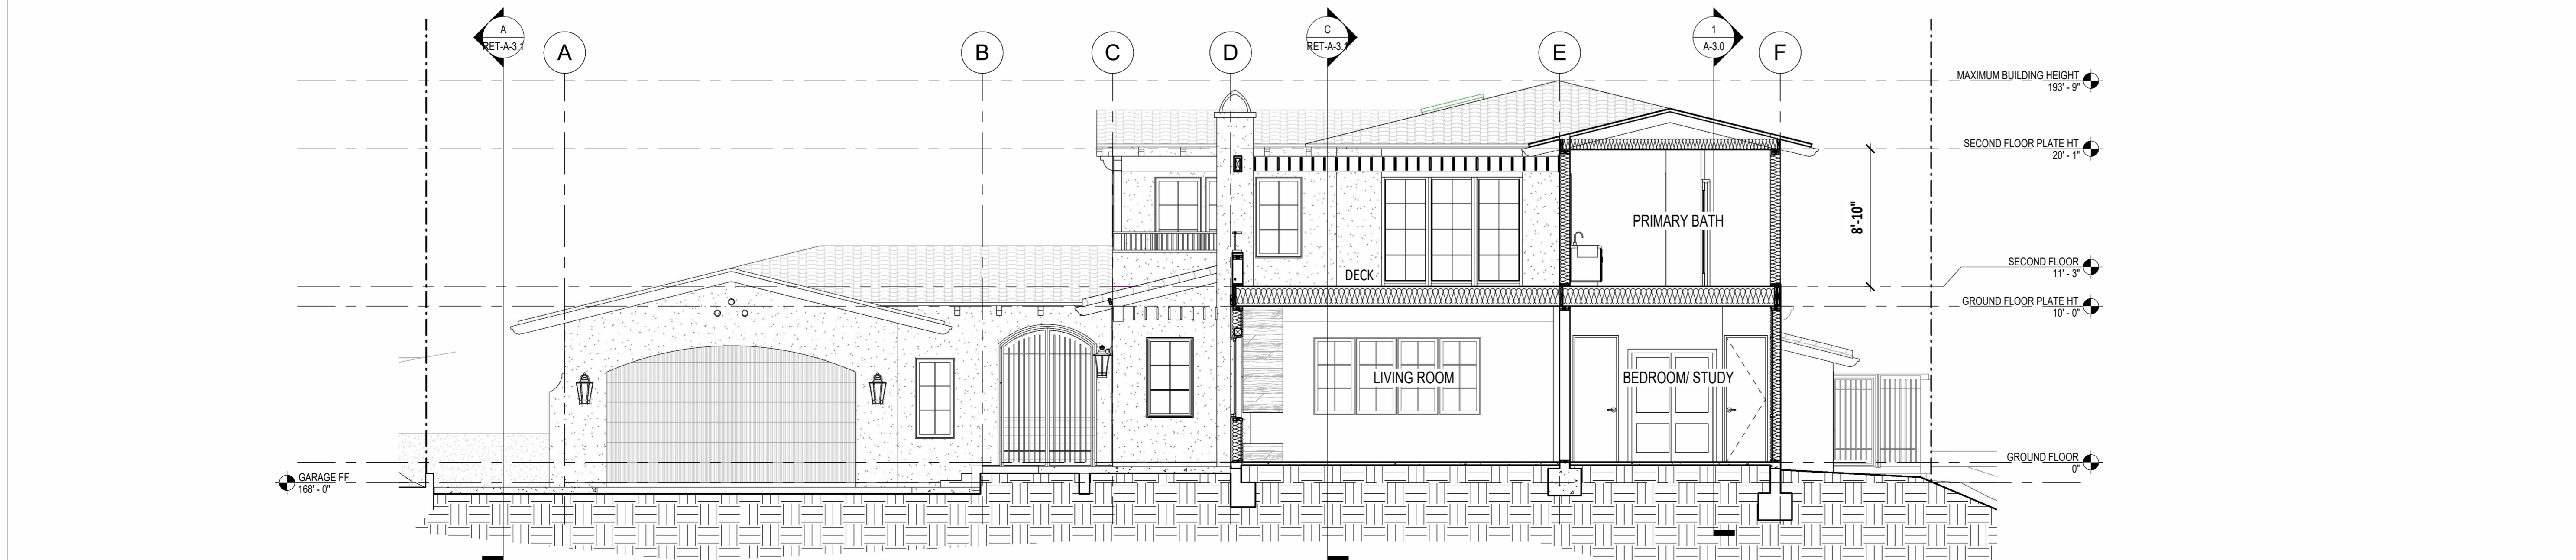 A
RET-A-3.1
A
B
C
D
C
RET-A-3.1
E
1
A-3.0
F
MAXIMUM BUILDING HEIGHT
193' - 9"
SECOND FLOOR PLATE HT
20' - 1"
PRIMARY BATH
8'-10"
DECK
SECOND FLOOR
11' - 3"
GROUND FLOOR PLATE HT
10' - 0"
LIVING ROOM
BEDROOM/ STUDY
GROUND FLOOR
0"
GARAGE FF
168' - 0"